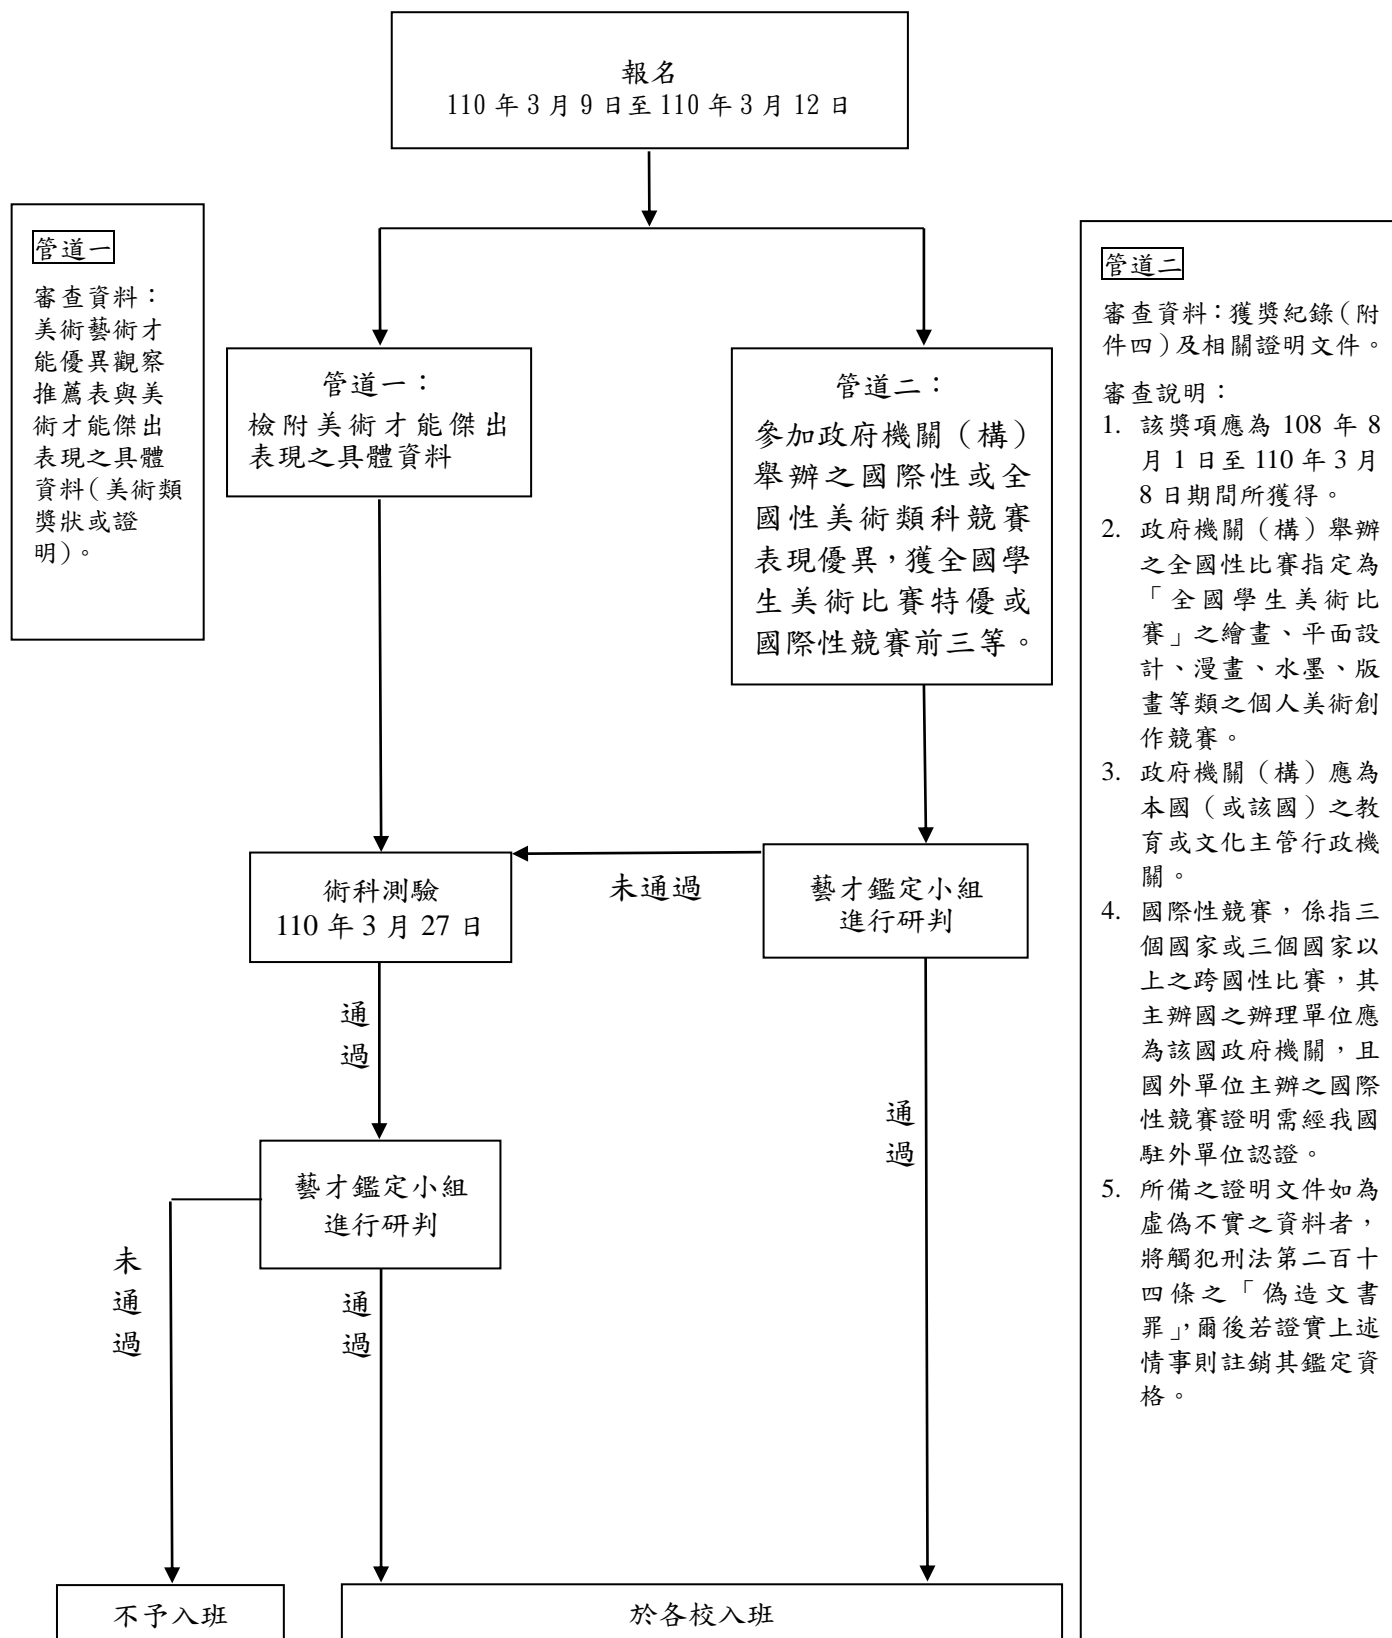 報名
110 年 3 月 9 日至 110 年 3 月 12 日
管道一
審查資料：
美術藝術才
能優異觀察
推薦表與美
術才能傑出
表現之具體
資料（美術類
獎狀或證
明）。
管道一：
檢附美術才能傑出
表現之具體資料
管道二：
參加政府機關（構）
舉辦之國際性或全
國性美術類科競賽
表現優異，獲全國學
生美術比賽特優或
國際性競賽前三等。
管道二
審查資料：獲獎紀錄（附
件四）及相關證明文件。
審查說明：
1. 該獎項應為 108 年 8
月 1 日至 110 年 3 月
8 日期間所獲得。
2. 政府機關（構）舉辦
之全國性比賽指定為
「全國學生美術比
賽」之繪畫、平面設
計、漫畫、水墨、版
畫等類之個人美術創
作競賽。
3. 政府機關（構）應為
本國（或該國）之教
育或文化主管行政機
關。
4. 國際性競賽，係指三
個國家或三個國家以
上之跨國性比賽，其
主辦國之辦理單位應
為該國政府機關，且
國外單位主辦之國際
性競賽證明需經我國
駐外單位認證。
5. 所備之證明文件如為
虛偽不實之資料者，
將觸犯刑法第二百十
四條之「偽造文書
罪」，爾後若證實上述
情事則註銷其鑑定資
格。
術科測驗
110 年 3 月 27 日
未通過
藝才鑑定小組
進行研判
通過
通過
藝才鑑定小組
進行研判
未通過
通過
不予入班
於各校入班